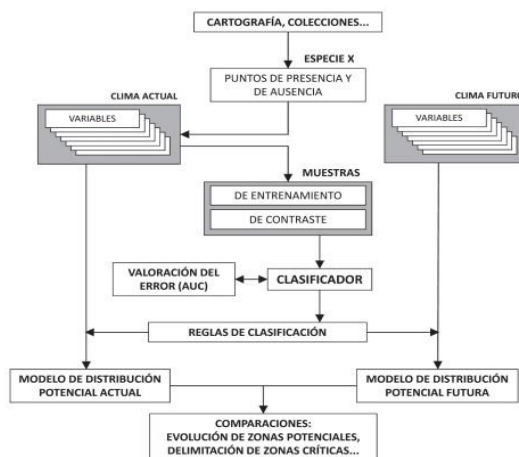 CARTOGRAFÍA, COLECCIONES...
ESPECIE X
PUNTOS DE PRESENCIA Y
DE AUSENCIA
CLIMA ACTUAL
VARIABLES
CLIMA FUTURO
VARIABLES
MUESTRAS
DE ENTRENAMIENTO
DE CONTRASTE
VALORACIÓN DEL
ERROR (AUC)
CLASIFICADOR
REGLAS DE CLASIFICACIÓN
MODELO DE DISTRIBUCIÓN
POTENCIAL ACTUAL
MODELO DE DISTRIBUCIÓN
POTENCIAL FUTURA
COMPARACIONES:
EVOLUCIÓN DE ZONAS POTENCIALES,
DELIMITACIÓN DE ZONAS CRÍTICAS...